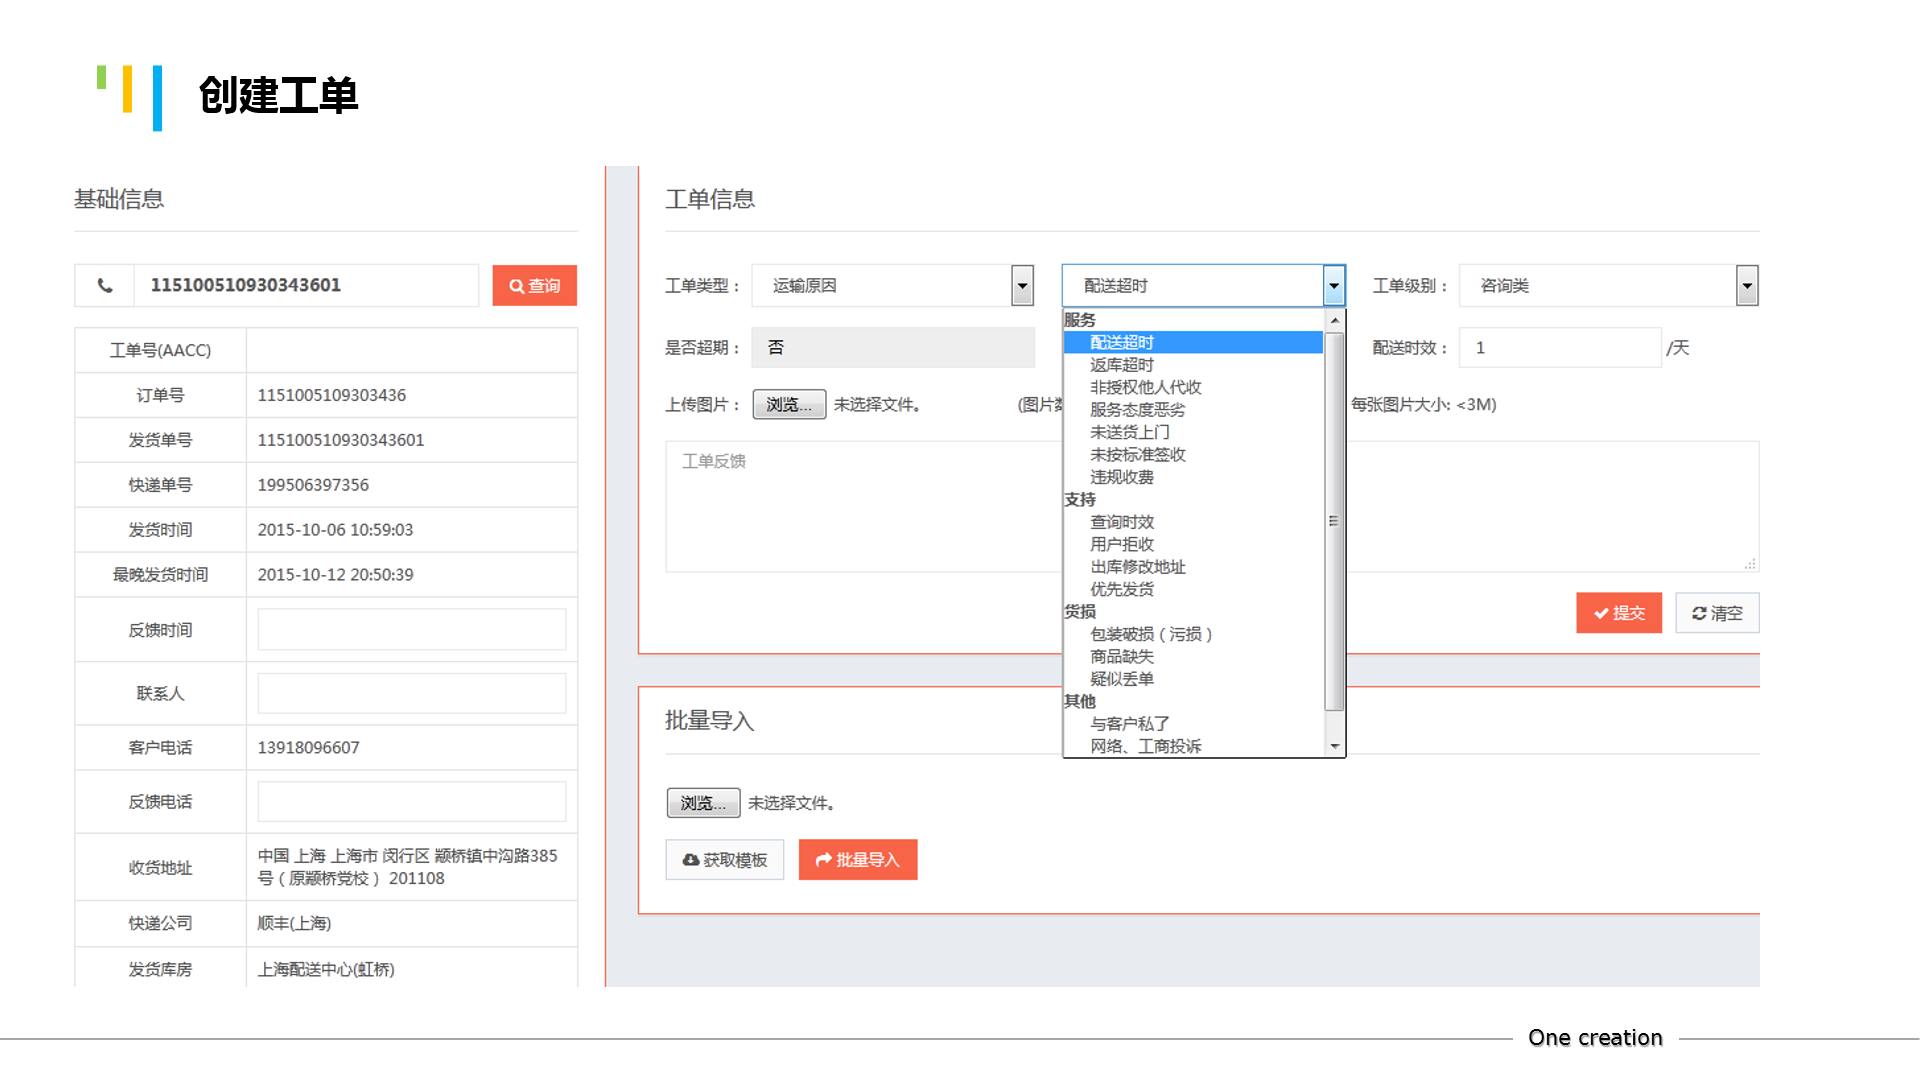 创建工单
基础信息
1151005109303​43601
查询
工单号(AACC)
订单号 1151005109303436
发货单号 115100510930343601
快递单号 199506397356
发货时间 2015-10-06 10:59:03
最晚发货时间 2015-10-12 20:50:39
反馈时间
联系人
客户电话 13918096607
反馈电话
收货地址 中国 上海 上海市 闵行区 颛桥镇中沟路385
号（原颛桥党校） 201108
快递公司 顺丰(上海)
发货库房 上海配送中心(虹桥)
工单信息
工单类型： 运输原因 配送超时 工单级别： 咨询类
是否超期： 否 配送时效： 1 /天
上传图片： 浏览... 未选择文件。 (图片数 每张图片大小: <3M)
工单反馈
服务
配送超时
返库超时
非授权他人代收
服务态度恶劣
未送货上门
未按标准签收
违规收费
支持
查询时效
用户拒收
出库修改地址
优先发货
货损
包装破损（污损）
商品缺失
疑似丢单
其他
与客户私了
网络、工商投诉
提交 清空
批量导入
浏览... 未选择文件。
获取模板 批量导入
One creation